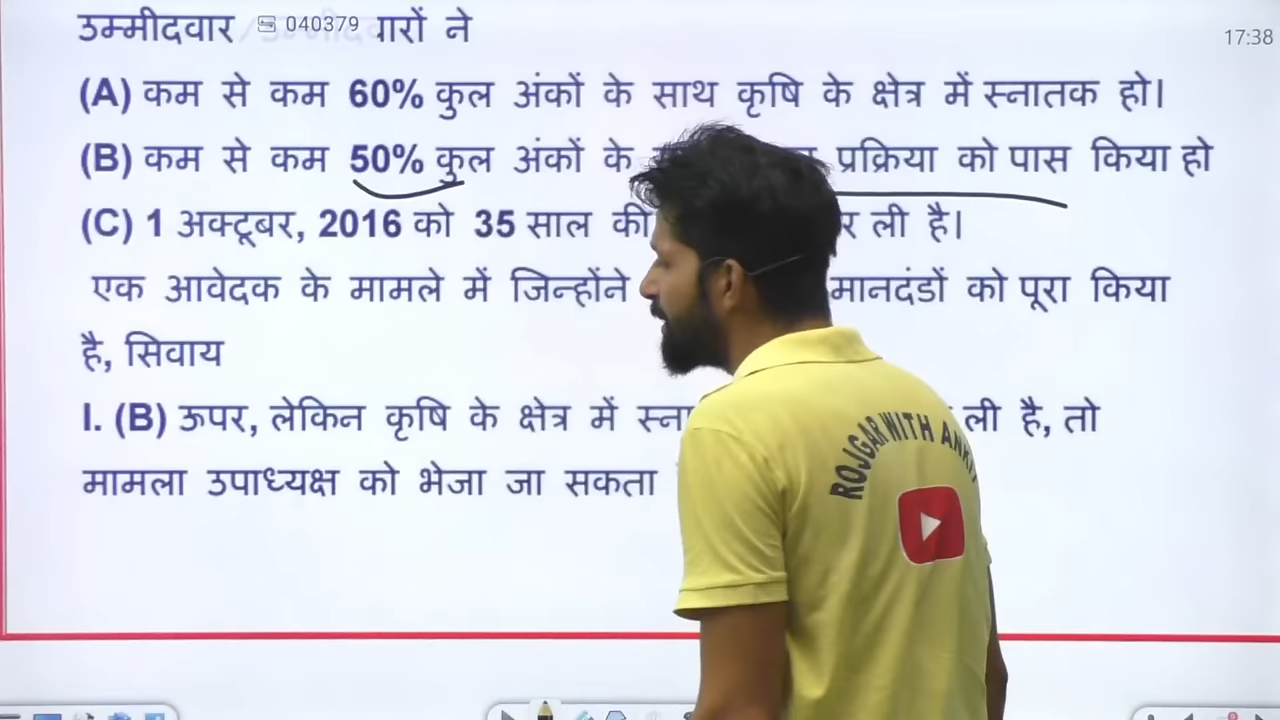 उम्मीदवार 040379 ारों ने
17:38
(A) कम से कम 60% कुल अंकों के साथ कृषि के क्षेत्र में स्नातक हो।
(B) कम से कम 50% कुल अंकों के प्रक्रिया को पास किया हो
(C) 1 अक्टूबर, 2016 को 35 साल की र ली है।
एक आवेदक के मामले में जिन्होंने मानदंडों को पूरा किया
है, सिवाय
I. (B) ऊपर, लेकिन कृषि के क्षेत्र में स्ना ली है, तो
मामला उपाध्यक्ष को भेजा जा सकता
ROJGAR WITH ANKIT